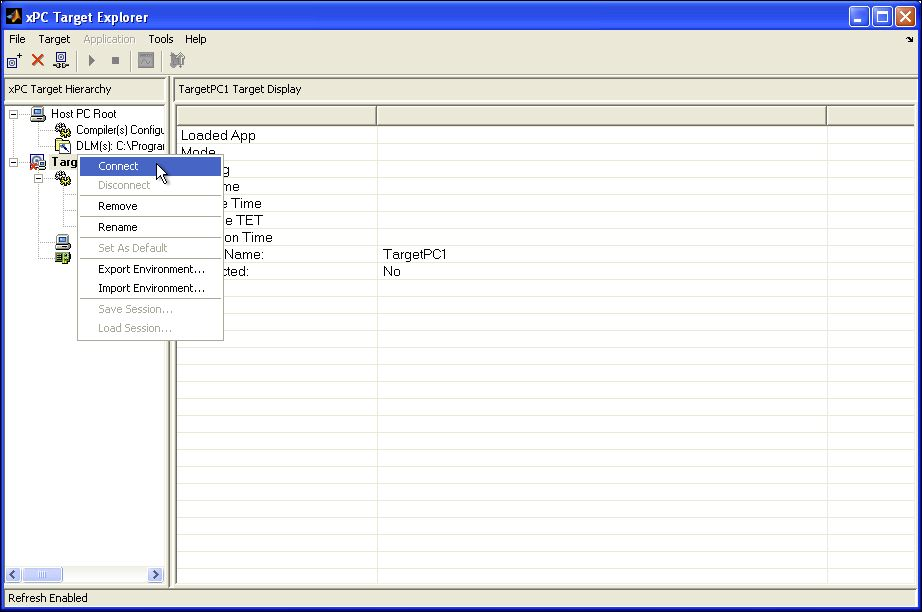 xPC Target Explorer
File Target Application Tools Help
xPC Target Hierarchy
TargetPC1 Target Display
Host PC Root
Compiler(s) Configu
DLM(s): C:\Program
Targ
Connect
Disconnect
Remove
Rename
Set As Default
Export Environment...
Import Environment...
Save Session...
Load Session...
Loaded App
Mode
g
me
e Time
e TET
on Time
Name: TargetPC1
cted: No
Refresh Enabled